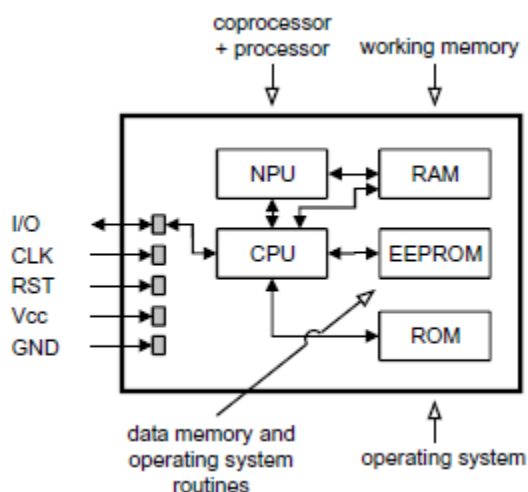 coprocessor
+ processor
working memory
NPU
RAM
I/O
CLK
CPU
EEPROM
RST
Vcc
GND
ROM
data memory and
operating system
routines
operating system